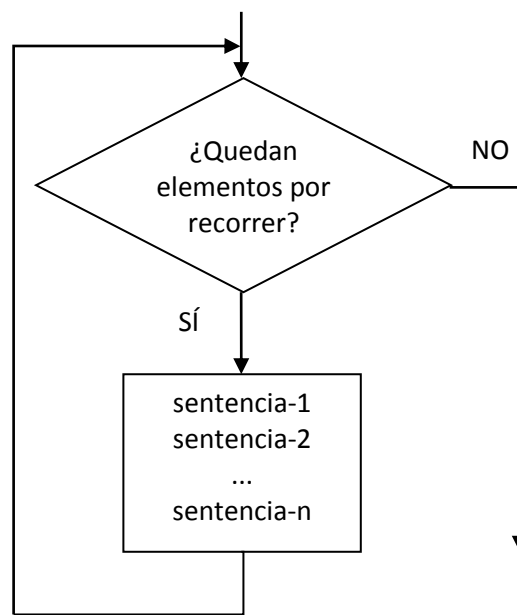 ¿Quedan
elementos por
recorrer?
NO
SÍ
sentencia-1
sentencia-2
...
sentencia-n